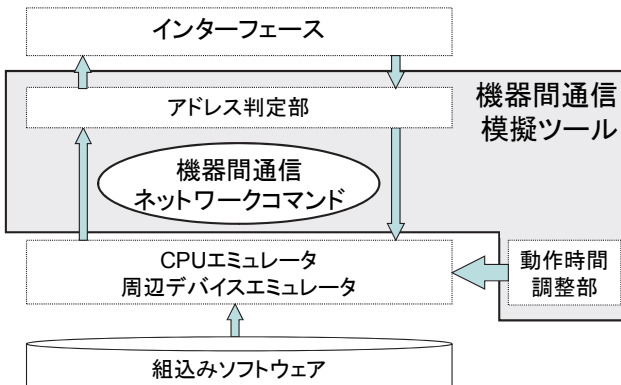 インターフェース
アドレス判定部
機器間通信
模擬ツール
機器間通信
ネットワークコマンド
CPUエミュレータ
周辺デバイスエミュレータ
動作時間
調整部
組込みソフトウェア